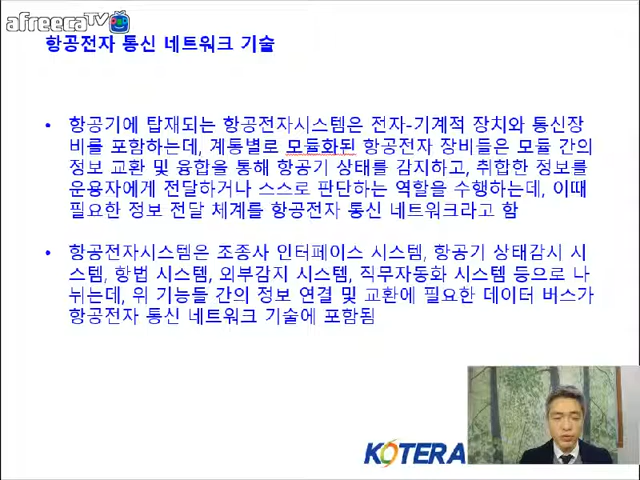 afreecaTV
항공전자 통신 네트워크 기술
• 항공기에 탑재되는 항공전자시스템은 전자-기계적 장치와 통신장
비를 포함하는데, 계통별로 모듈화된 항공전자 장비들은 모듈 간의
정보 교환 및 융합을 통해 항공기 상태를 감지하고, 취합한 정보를
운용자에게 전달하거나 스스로 판단하는 역할을 수행하는데, 이때
필요한 정보 전달 체계를 항공전자 통신 네트워크라고 함
• 항공전자시스템은 조종사 인터페이스 시스템, 항공기 상태감시 시
스템, 항법 시스템, 외부감지 시스템, 직무자동화 시스템 등으로 나
뉘는데, 위 기능들 간의 정보 연결 및 교환에 필요한 데이터 버스가
항공전자 통신 네트워크 기술에 포함됨
KOTERA